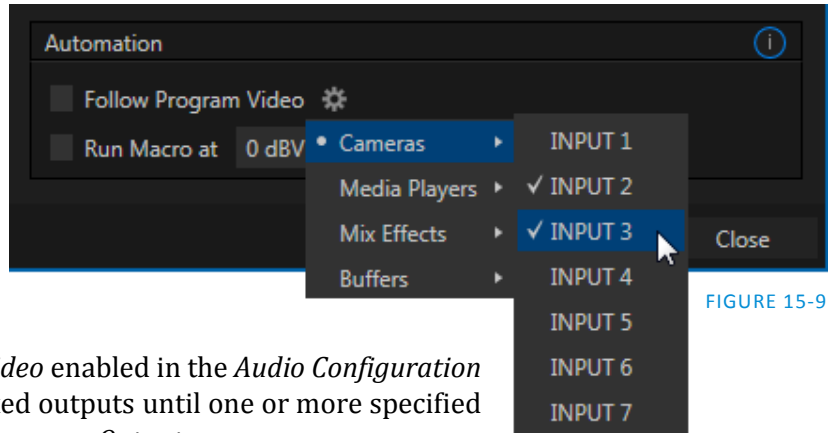 Automation
Follow Program Video
Run Macro at 0 dBV
Cameras
Media Players
Mix Effects
Buffers
INPUT 1
✓ INPUT 2
✓ INPUT 3
INPUT 4
INPUT 5
INPUT 6
INPUT 7
Close
FIGURE 15-9
deo enabled in the Audio Configuration
ed outputs until one or more specified